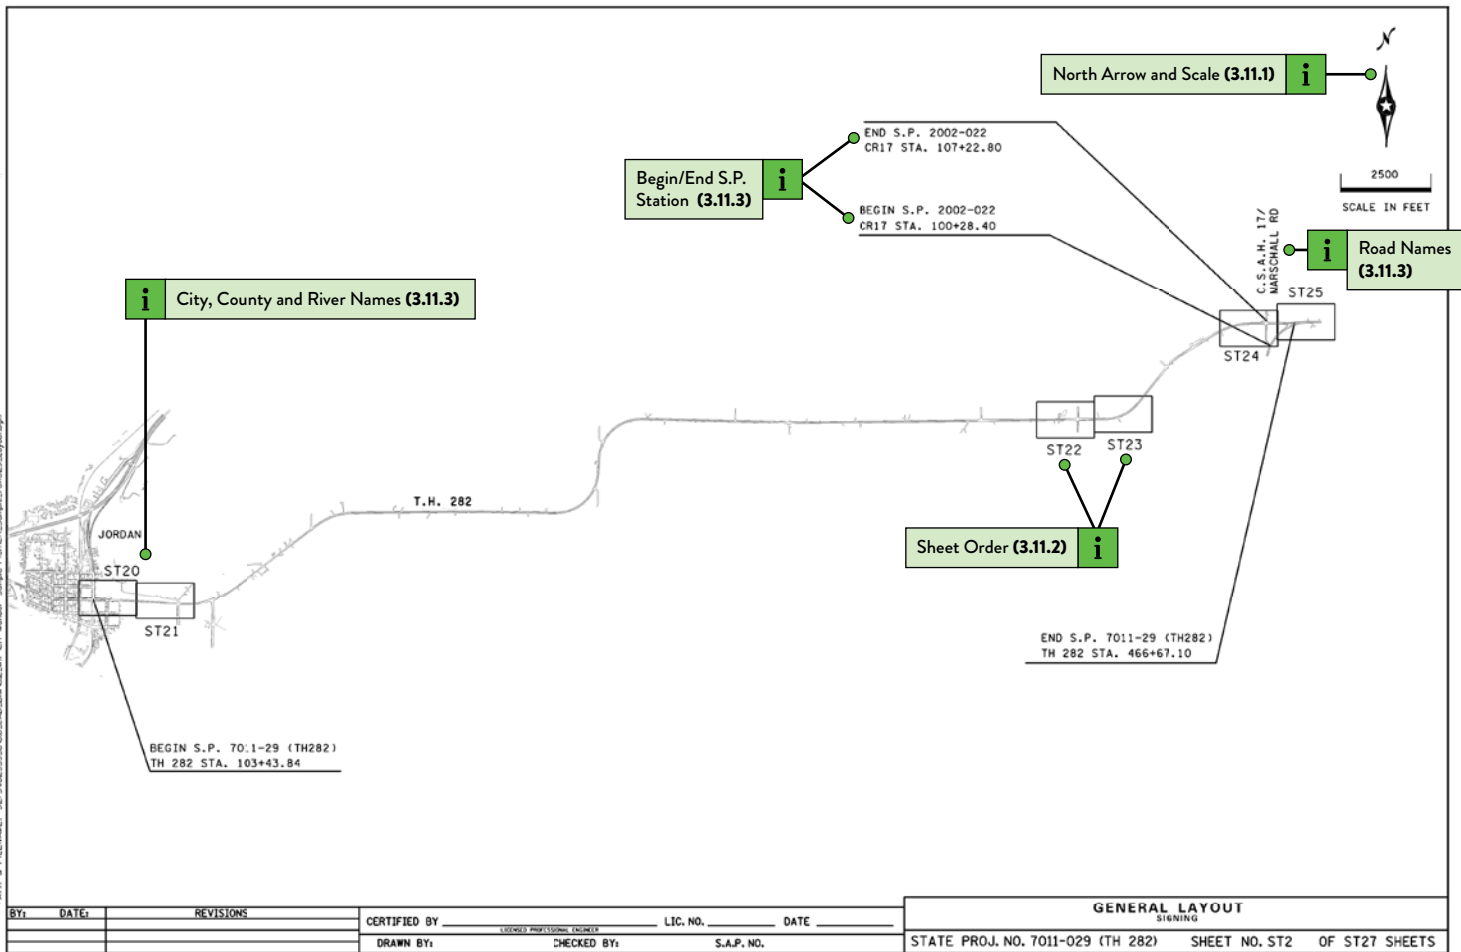 N
North Arrow and Scale (3.11.1) i
2500
SCALE IN FEET
END S.P. 2002-022
CR17 STA. 107+22.80
Begin/End S.P.
Station (3.11.3) i
BEGIN S.P. 2002-022
CR17 STA. 100+28.40
C.S.A.H. 17/
MARSCHALL RD
i Road Names
(3.11.3)
i City, County and River Names (3.11.3)
ST25
ST24
ST22
ST23
T.H. 282
JORDAN
Sheet Order (3.11.2) i
ST20
ST21
END S.P. 7011-29 (TH282)
TH 282 STA. 466+67.10
BEGIN S.P. 7011-29 (TH282)
TH 282 STA. 103+43.84
BY: DATE: REVISIONS
CERTIFIED BY LIC. NO. DATE
LICENSED PROFESSIONAL ENGINEER
DRAWN BY: CHECKED BY: S.A.P. NO.
GENERAL LAYOUT
SIGNING
STATE PROJ. NO. 7011-029 (TH 282) SHEET NO. ST2 OF ST27 SHEETS